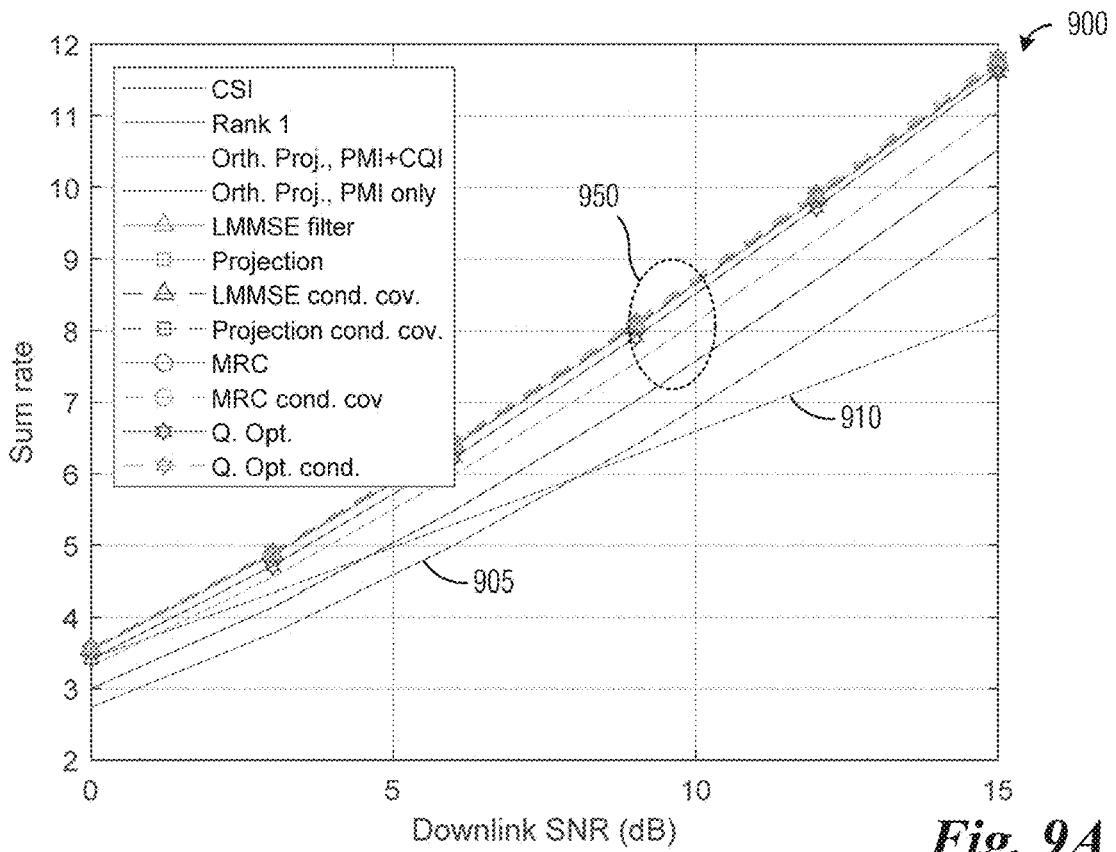 900
12
11
10
9
8
7
6
5
4
3
2
Sum rate
CSI
Rank 1
Orth. Proj., PMI+CQI
Orth. Proj., PMI only
LMMSE filter
Projection
LMMSE cond. cov.
Projection cond. cov.
MRC
MRC cond. cov
Q. Opt.
Q. Opt. cond.
950
910
905
0
5
10
15
Downlink SNR (dB)
Fig. 9A